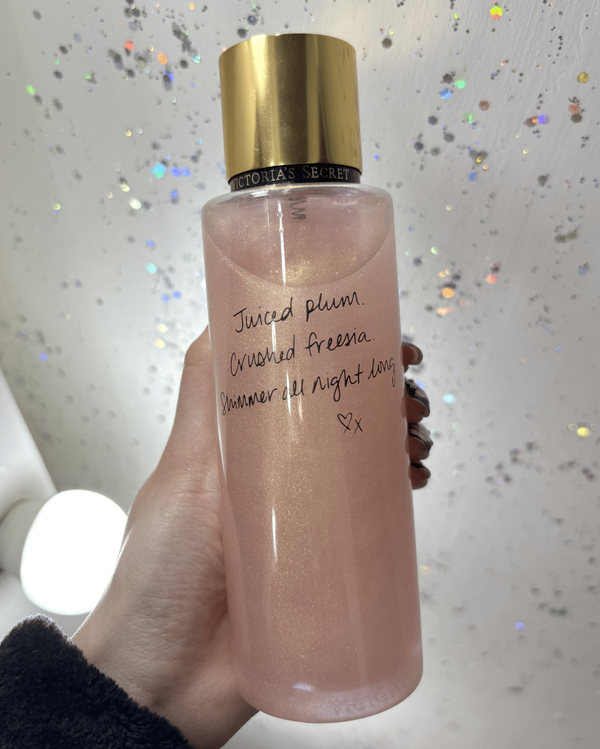 VICTORIA'S SECRET
Juiced plum.
Crushed freesia.
Shimmer all night long
x